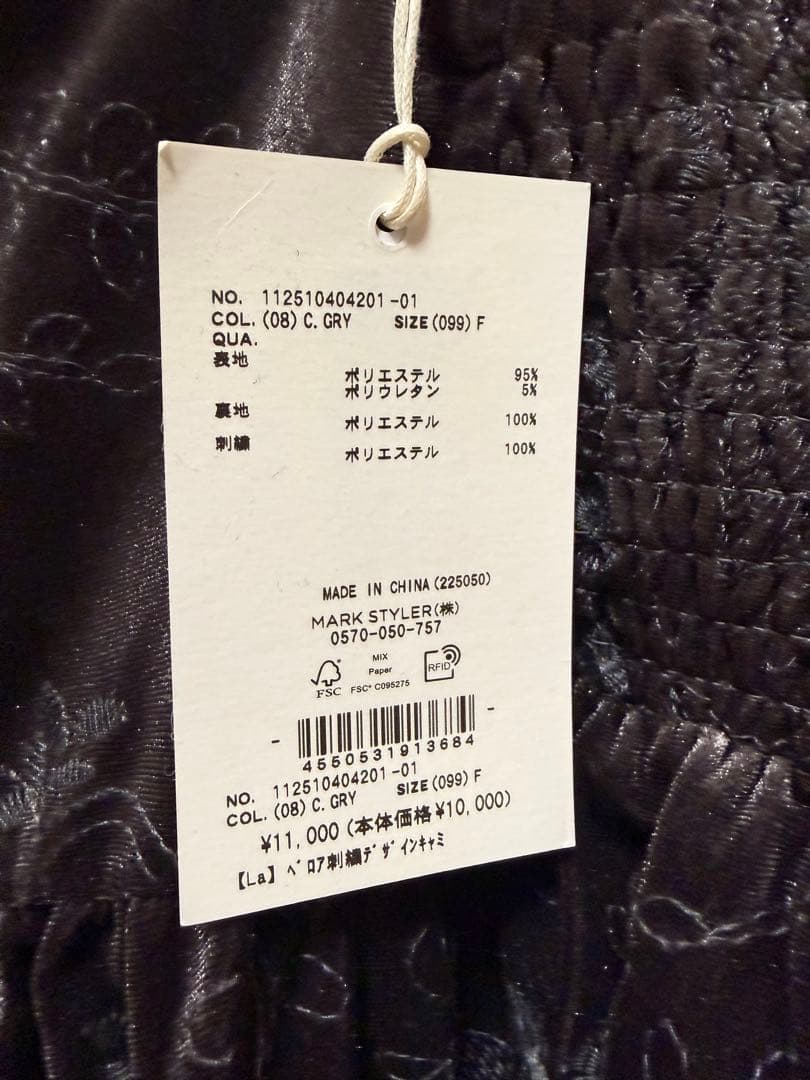 NO. 112510404201-01
COL. (08) C. GRY SIZE (099) F
QUA.
表地
ポリエステル 95%
ポリウレタン 5%
裏地
ポリエステル 100%
刺繍
ポリエステル 100%
MADE IN CHINA (225050)
MARK STYLER(株)
0570-050-757
FSC
MIX
Paper
FSC® C095275
RFID
4550531913684
NO. 112510404201-01
COL. (08) C. GRY SIZE (099) F
¥11,000 (本体価格¥10,000)
【La】ﾍﾞﾛｱ刺繍ﾃﾞｻﾞｲﾝｷｬﾐ